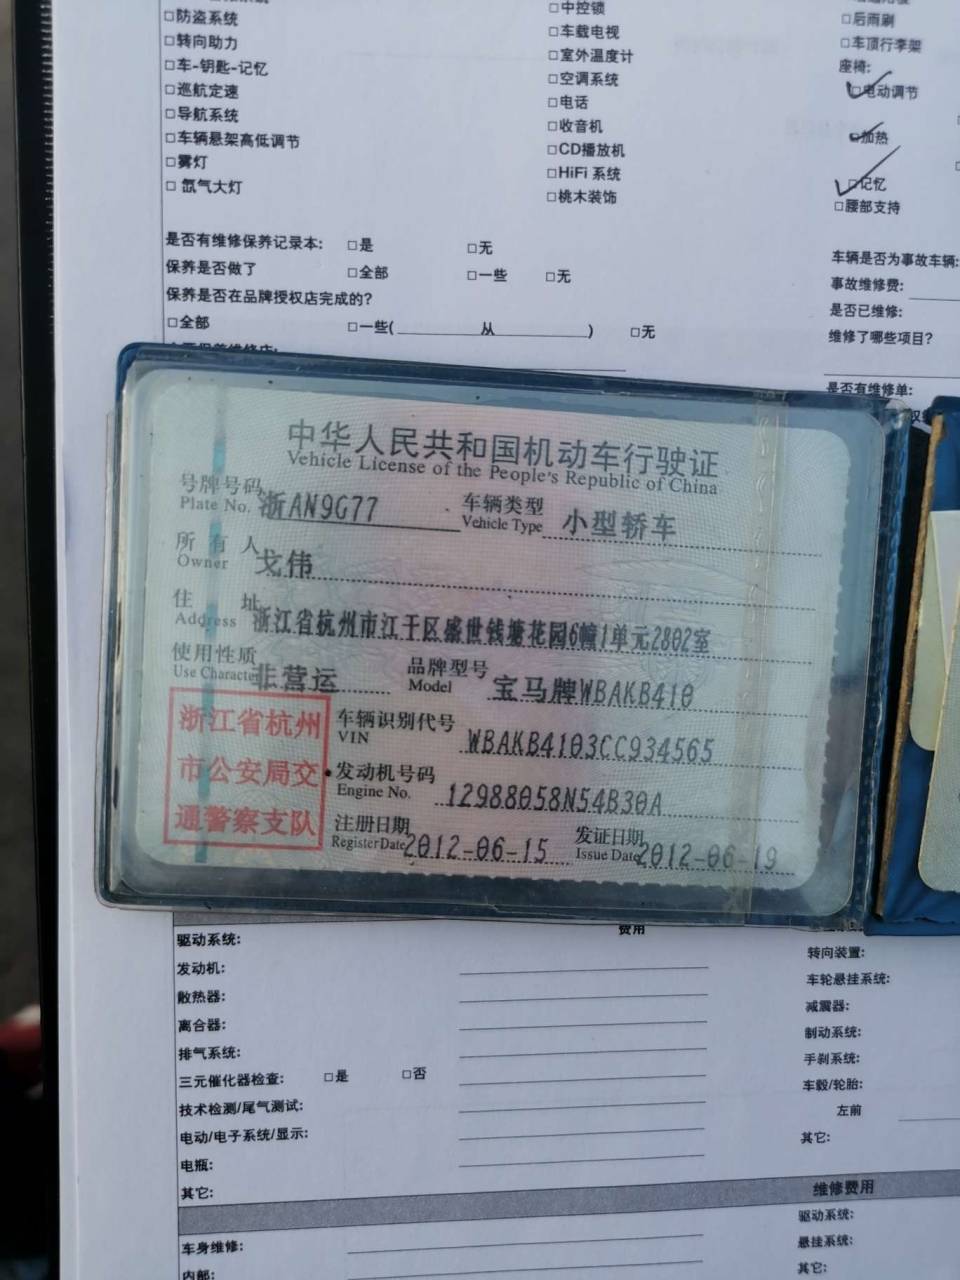 □防盗系统
□转向助力
□车-钥匙-记忆
□巡航定速
□导航系统
□车辆悬架高低调节
□雾灯
□ 氙气大灯
□中控锁
□车载电视
□室外温度计
□空调系统
□电话
□收音机
□CD播放机
□HiFi 系统
□桃木装饰
□后雨刷
□车顶行李架
座椅:
□电动调节
□加热
□记忆
□腰部支持
是否有维修保养记录本: □是 □无
保养是否做了 □全部 □一些 □无
保养是否在品牌授权店完成的?
□全部 □一些( 从 ) □无
车辆是否为事故车辆:
事故维修费:
是否已维修:
维修了哪些项目?
是否有维修单:
中华人民共和国机动车行驶证
Vehicle License of the People's Republic of China
号牌号码 浙AN9G77 车辆类型 小型轿车
Plate No. Vehicle Type
所有人 戈伟
Owner
住址 浙江省杭州市江干区盛世钱塘花园6幢1单元2802室
Address
使用性质 非营运 品牌型号 宝马牌WBAKB410
Use Character Model
浙江省杭州
市公安局交
通警察支队
车辆识别代号 WBAKB4103CC934565
VIN
发动机号码 12988058N54B30A
Engine No.
注册日期 2012-06-15 发证日期 2012-06-19
Register Date Issue Date
费用
驱动系统:
发动机:
散热器:
离合器:
排气系统:
三元催化器检查: □是 □否
技术检测/尾气测试:
电动/电子系统/显示:
电瓶:
其它:
转向装置:
车轮悬挂系统:
减震器:
制动系统:
手刹系统:
车毂/轮胎:
左前
其它:
维修费用
车身维修:
内部:
驱动系统:
悬挂系统:
其它: